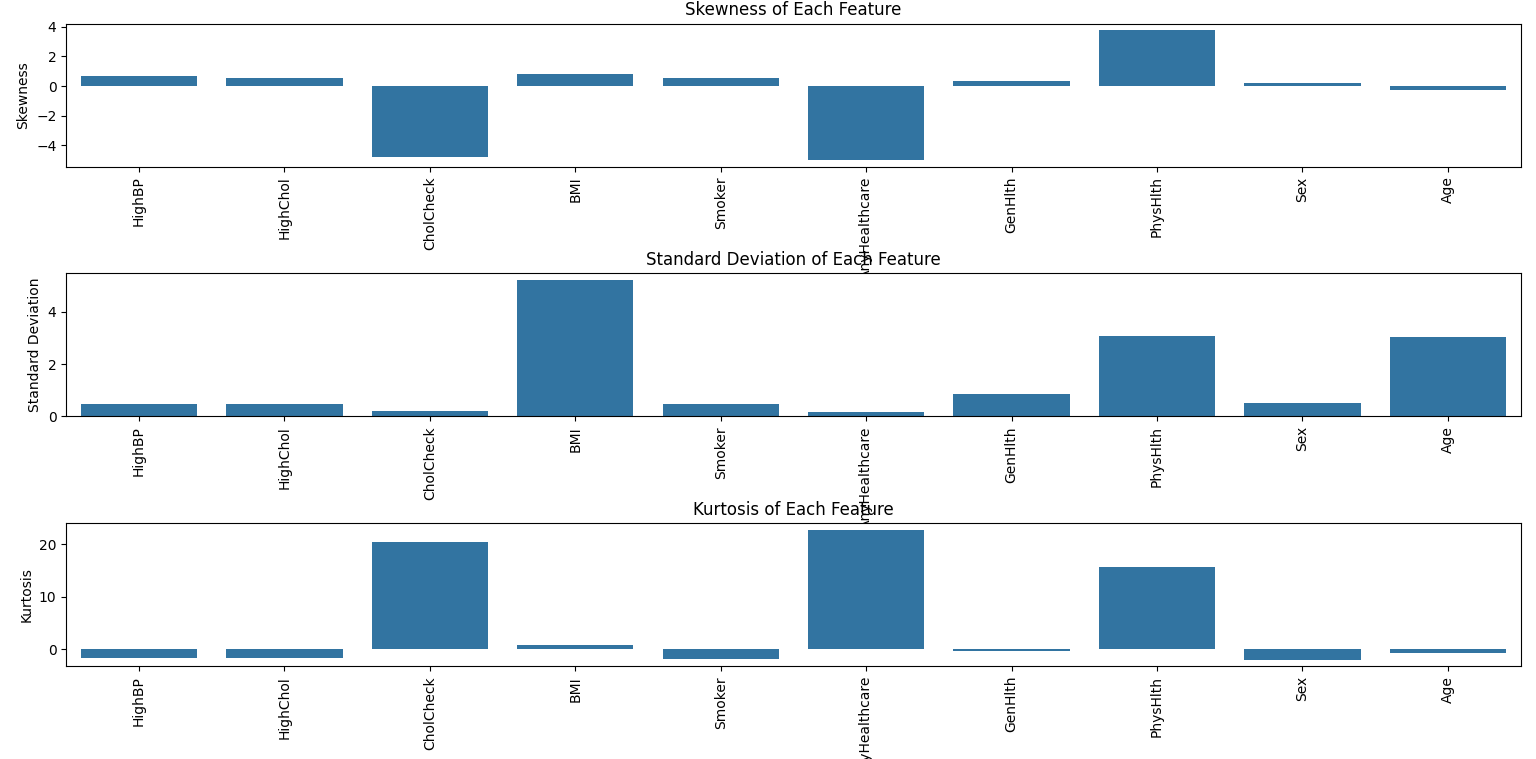 Skewness of Each Feature
Skewness
4
2
0
−2
−4
HighBP
HighChol
CholCheck
BMI
Smoker
AnyHealthcare
GenHlth
PhysHlth
Sex
Age
Standard Deviation of Each Feature
Standard Deviation
4
2
0
HighBP
HighChol
CholCheck
BMI
Smoker
AnyHealthcare
GenHlth
PhysHlth
Sex
Age
Kurtosis of Each Feature
Kurtosis
20
10
0
HighBP
HighChol
CholCheck
BMI
Smoker
yHealthcare
GenHlth
PhysHlth
Sex
Age